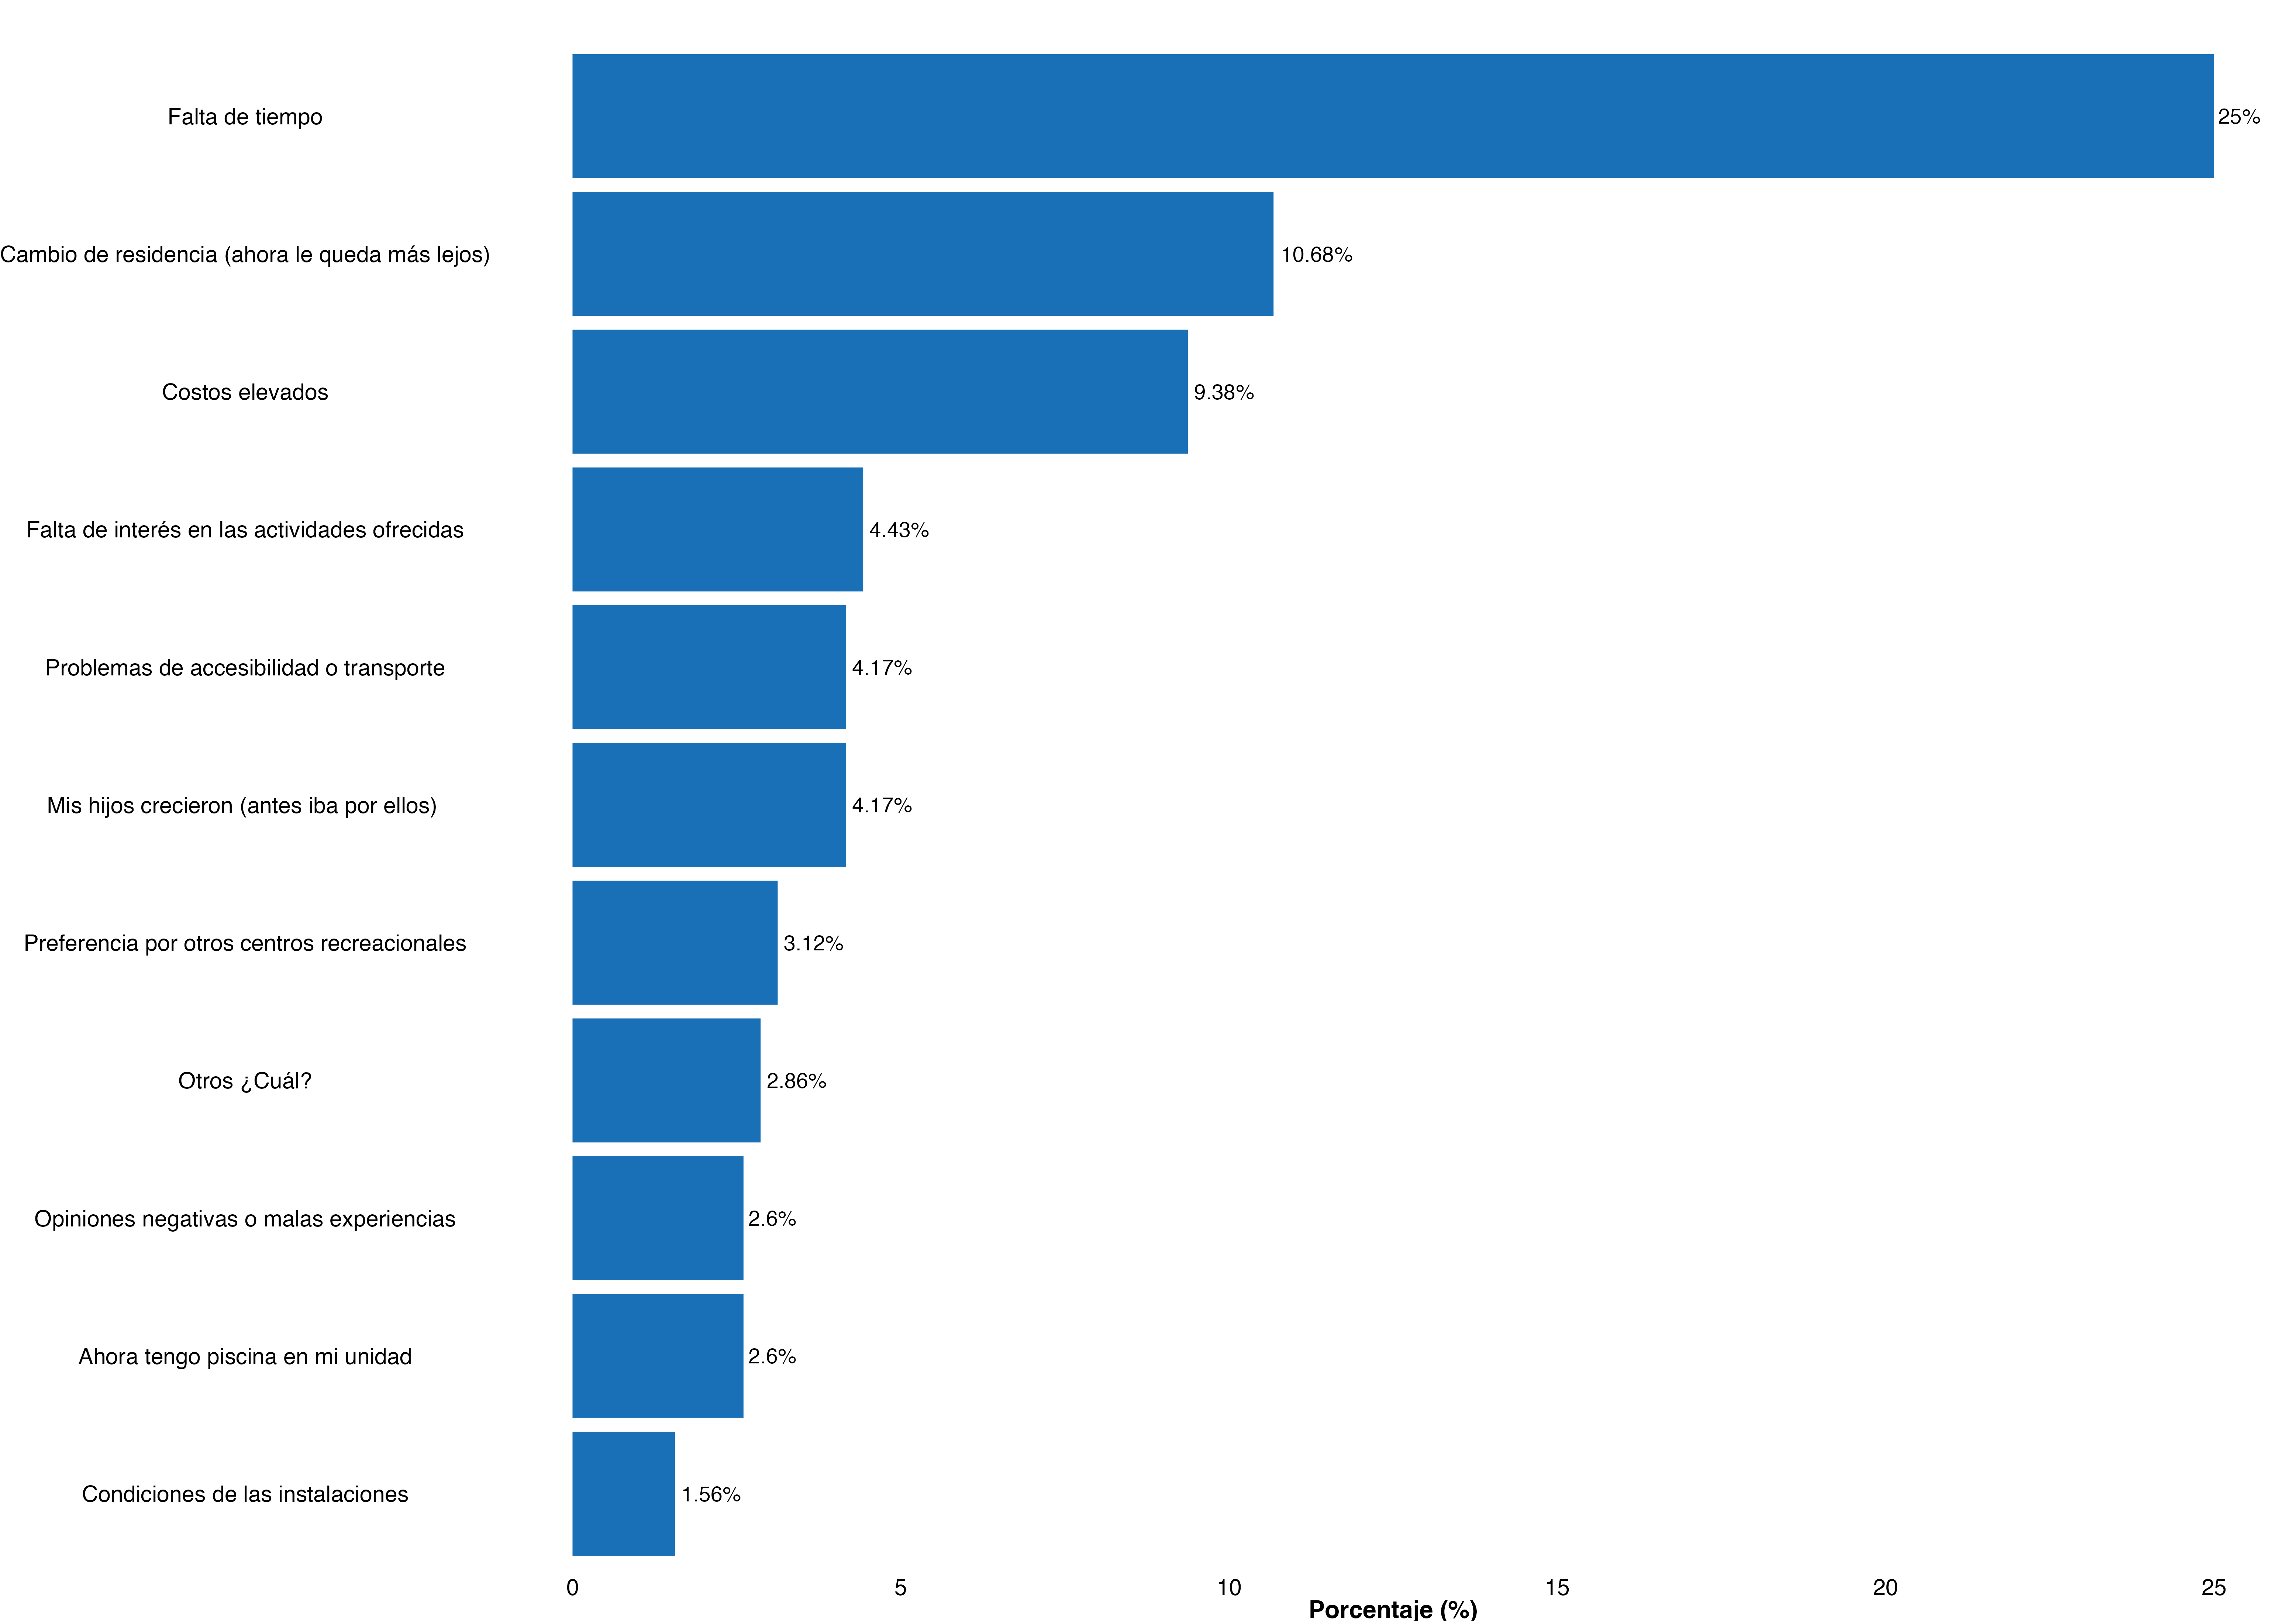 Falta de tiempo
25%
Cambio de residencia (ahora le queda más lejos)
10.68%
Costos elevados
9.38%
Falta de interés en las actividades ofrecidas
4.43%
Problemas de accesibilidad o transporte
4.17%
Mis hijos crecieron (antes iba por ellos)
4.17%
Preferencia por otros centros recreacionales
3.12%
Otros ¿Cuál?
2.86%
Opiniones negativas o malas experiencias
2.6%
Ahora tengo piscina en mi unidad
2.6%
Condiciones de las instalaciones
1.56%
0 5 10 15 20 25
Porcentaje (%)